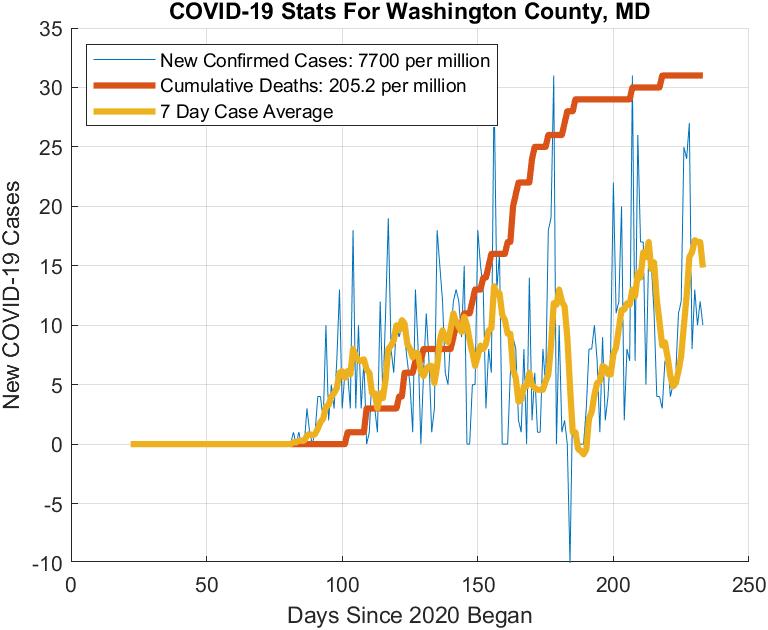 COVID-19 Stats For Washington County, MD
New Confirmed Cases: 7700 per million
Cumulative Deaths: 205.2 per million
7 Day Case Average
New COVID-19 Cases
35
30
25
20
15
10
5
0
-5
-10
0 50 100 150 200 250
Days Since 2020 Began